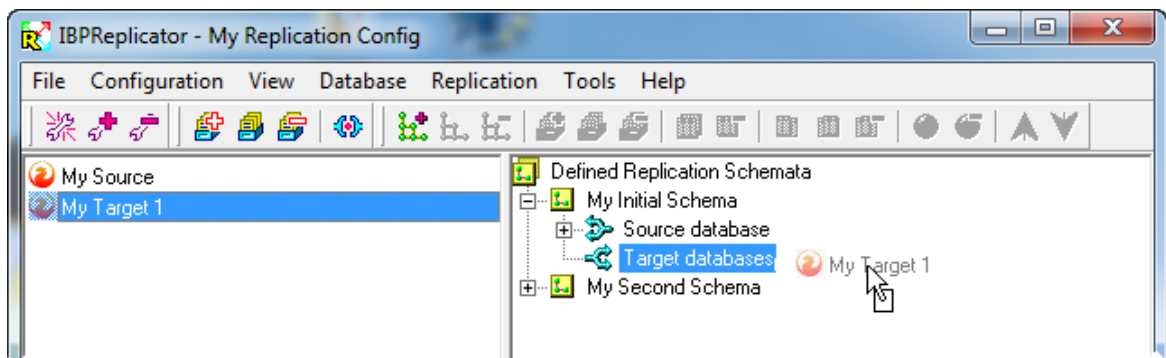 IBPReplicator - My Replication Config
File Configuration View Database Replication Tools Help
My Source
My Target 1
Defined Replication Schemata
My Initial Schema
Source database
Target databases
My Target 1
My Second Schema